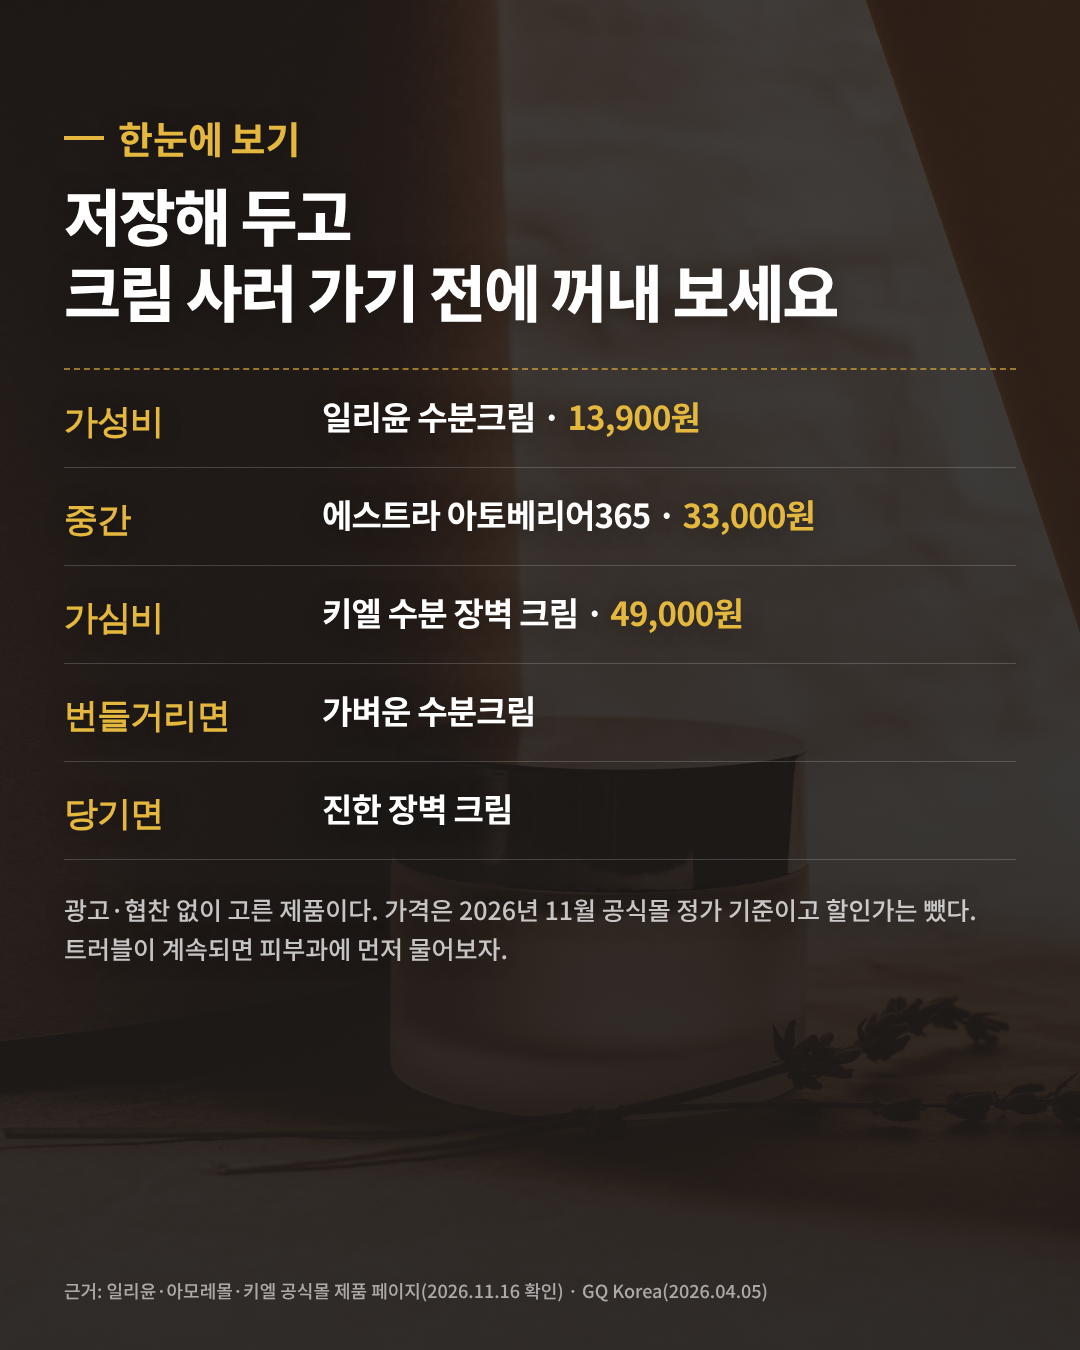 한눈에 보기
저장해 두고
크림 사러 가기 전에 꺼내 보세요
가성비 일리윤 수분크림 · 13,900원
중간 에스트라 아토베리어365 · 33,000원
가심비 키엘 수분 장벽 크림 · 49,000원
번들거리면 가벼운 수분크림
당기면 진한 장벽 크림
광고·협찬 없이 고른 제품이다. 가격은 2026년 11월 공식몰 정가 기준이고 할인가는 뺐다.
트러블이 계속되면 피부과에 먼저 물어보자.
근거: 일리윤·아모레몰·키엘 공식몰 제품 페이지(2026.11.16 확인) · GQ Korea(2026.04.05)